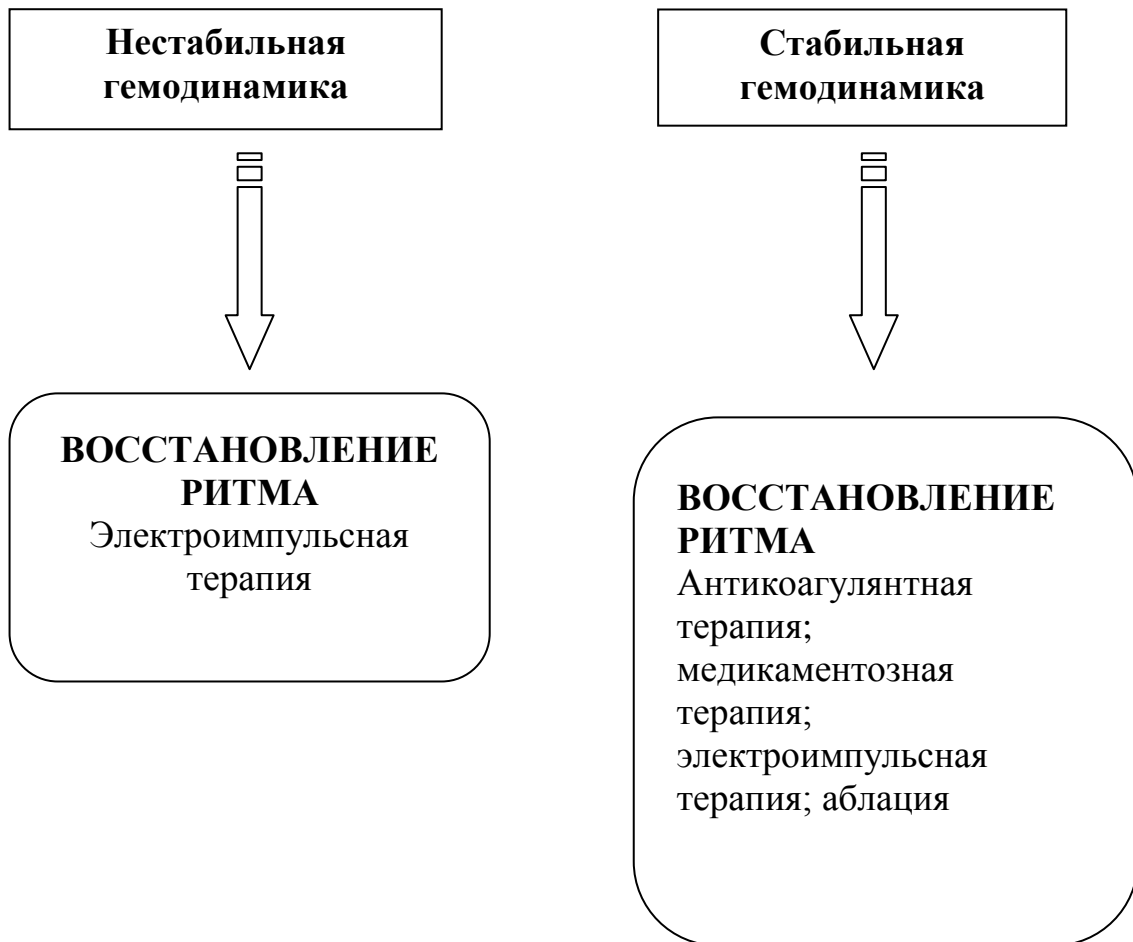 Нестабильная
гемодинамика
Стабильная
гемодинамика
ВОССТАНОВЛЕНИЕ
РИТМА
Электроимпульсная
терапия
ВОССТАНОВЛЕНИЕ
РИТМА
Антикоагулянтная
терапия;
медикаментозная
терапия;
электроимпульсная
терапия; аблация